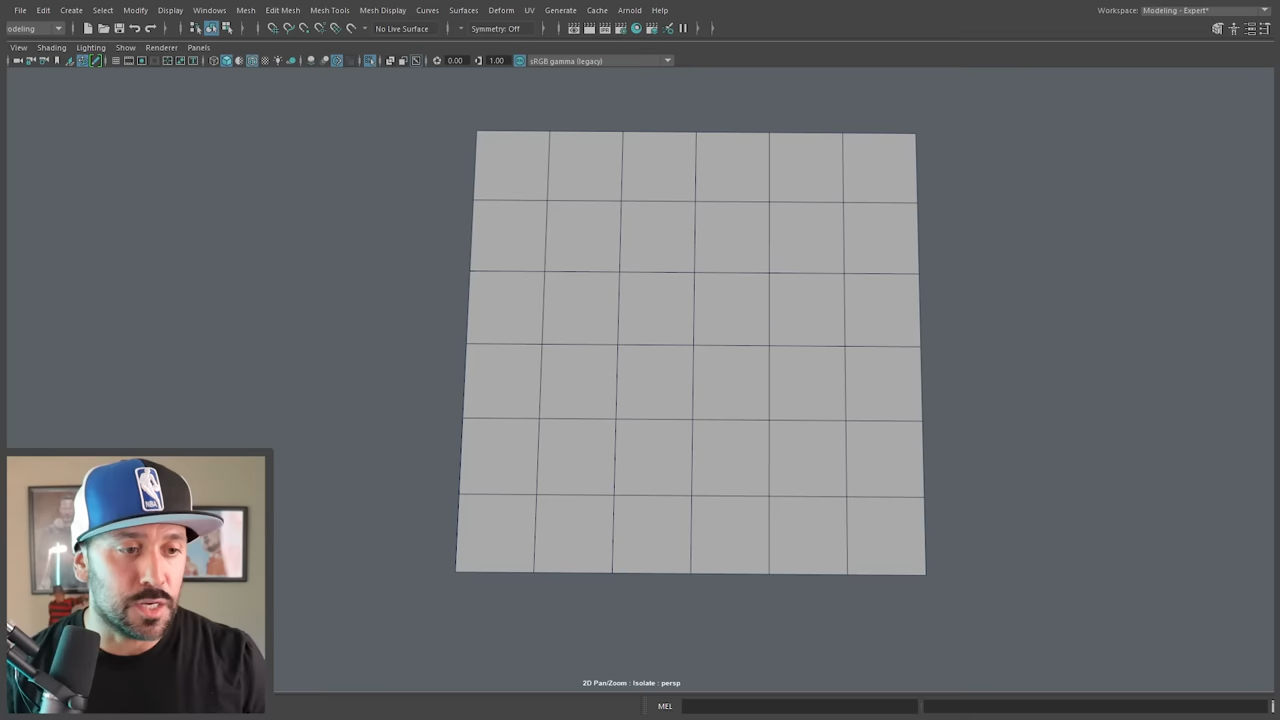 File Edit Create Select Modify Display Windows Mesh Edit Mesh Mesh Tools Mesh Display Curves Surfaces Deform UV Generate Cache Arnold Help Workspace: Modeling - Expert*
odeling No Live Surface Symmetry: Off
View Shading Lighting Show Renderer Panels
0.00 1.00 sRGB gamma (legacy)
NBA
2D Pan/Zoom : Isolate : persp
MEL